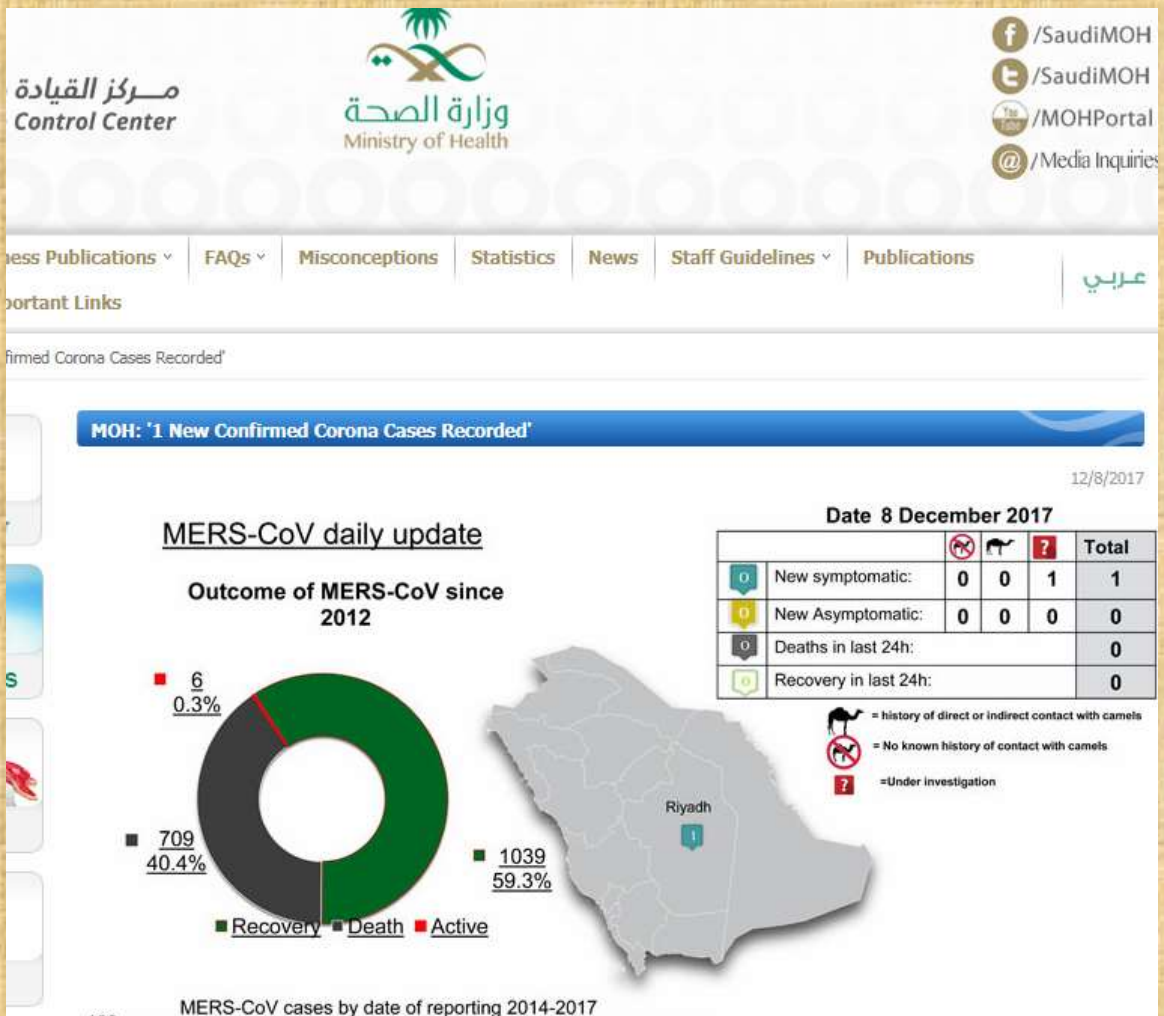 مـــركز القيادة
Control Center
وزارة الصحة
Ministry of Health
/SaudiMOH
/SaudiMOH
/MOHPortal
/Media Inquiries
ness Publications
FAQs
Misconceptions
Statistics
News
Staff Guidelines
Publications
عربي
portant Links
firmed Corona Cases Recorded'
MOH: '1 New Confirmed Corona Cases Recorded'
12/8/2017
MERS-CoV daily update
Outcome of MERS-CoV since
2012
6
0.3%
709
40.4%
1039
59.3%
Recovery Death Active
Date 8 December 2017
? Total
0 New symptomatic: 0 0 1 1
0 New Asymptomatic: 0 0 0 0
0 Deaths in last 24h: 0
0 Recovery in last 24h: 0
= history of direct or indirect contact with camels
= No known history of contact with camels
? =Under investigation
Riyadh
1
S
MERS-CoV cases by date of reporting 2014-2017